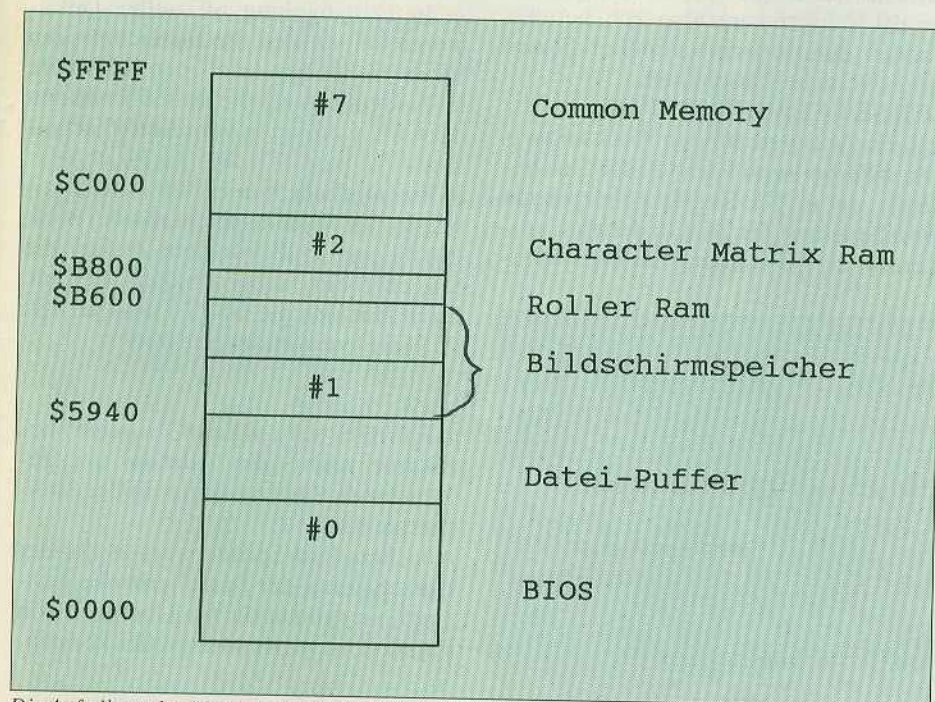 $FFFF
#7 Common Memory
$C000
#2 Character Matrix Ram
$B800
$B600 Roller Ram
Bildschirmspeicher
#1
$5940
Datei-Puffer
#0
BIOS
$0000